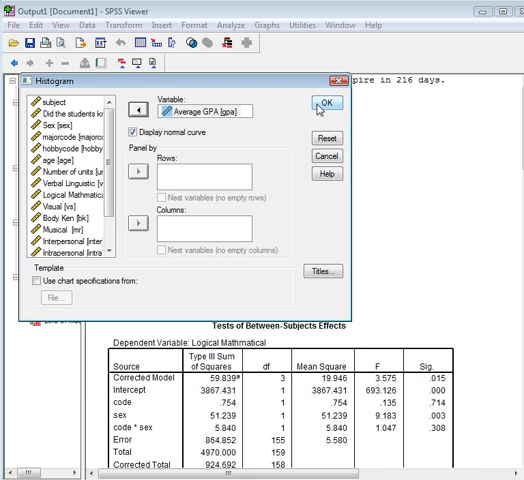 Output1 [Document1] - SPSS Viewer
File Edit View Data Transform Insert Format Analyze Graphs Utilities Window Help
pire in 216 days.
Histogram
subject
Did the students kn
Sex [sex]
majorcode [majorc
hobbycode [hobby
age [age]
Number of units [u
Verbal Linguistic [v
Logical Mathmatica
Visual [vs]
Body Ken [bk]
Musical [mr]
Interpersonal [inter
Intrapersonal [intra
Variable:
Average GPA [gpa]
Display normal curve
Panel by
Rows:
Nest variables (no empty rows)
Columns:
Nest variables (no empty columns)
OK
Reset
Cancel
Help
Titles...
Template
Use chart specifications from:
File...
Tests of Between-Subjects Effects
Dependent Variable: Logical Mathmatical
Source Type III Sum of Squares df Mean Square F Sig.
Corrected Model 59.839a 3 19.946 3.575 .015
Intercept 3867.431 1 3867.431 693.126 .000
code .754 1 .754 .135 .714
sex 51.239 1 51.239 9.183 .003
code * sex 5.840 1 5.840 1.047 .308
Error 864.852 155 5.580
Total 4970.000 159
Corrected Total 924.692 158